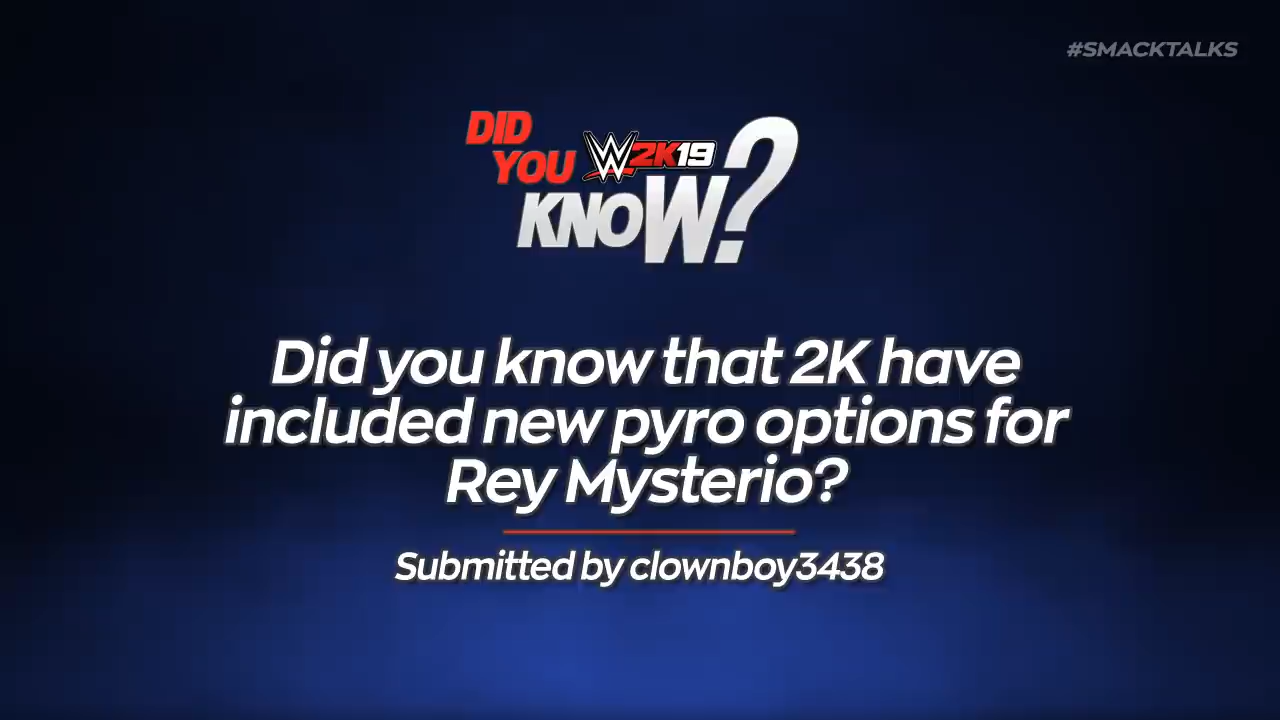 #SMACKTALKS
DID
YOU W 2K19
KNOW?
Did you know that 2K have
included new pyro options for
Rey Mysterio?
Submitted by clownboy3438